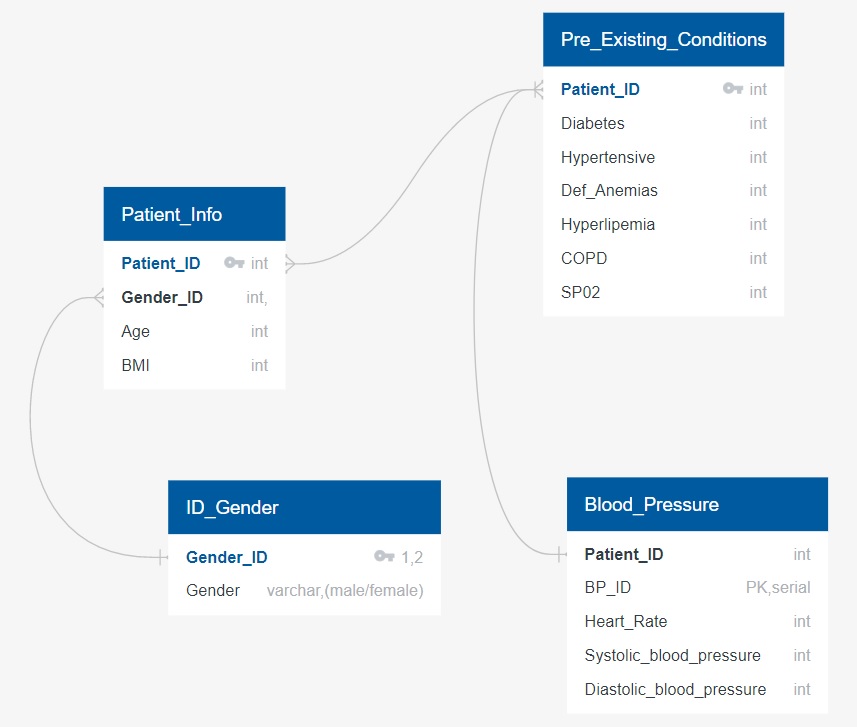 Pre_Existing_Conditions
Patient_ID int
Diabetes int
Hypertensive int
Def_Anemias int
Hyperlipemia int
COPD int
SP02 int
Patient_Info
Patient_ID int
Gender_ID int,
Age int
BMI int
ID_Gender
Gender_ID 1,2
Gender varchar,(male/female)
Blood_Pressure
Patient_ID int
BP_ID PK,serial
Heart_Rate int
Systolic_blood_pressure int
Diastolic_blood_pressure int